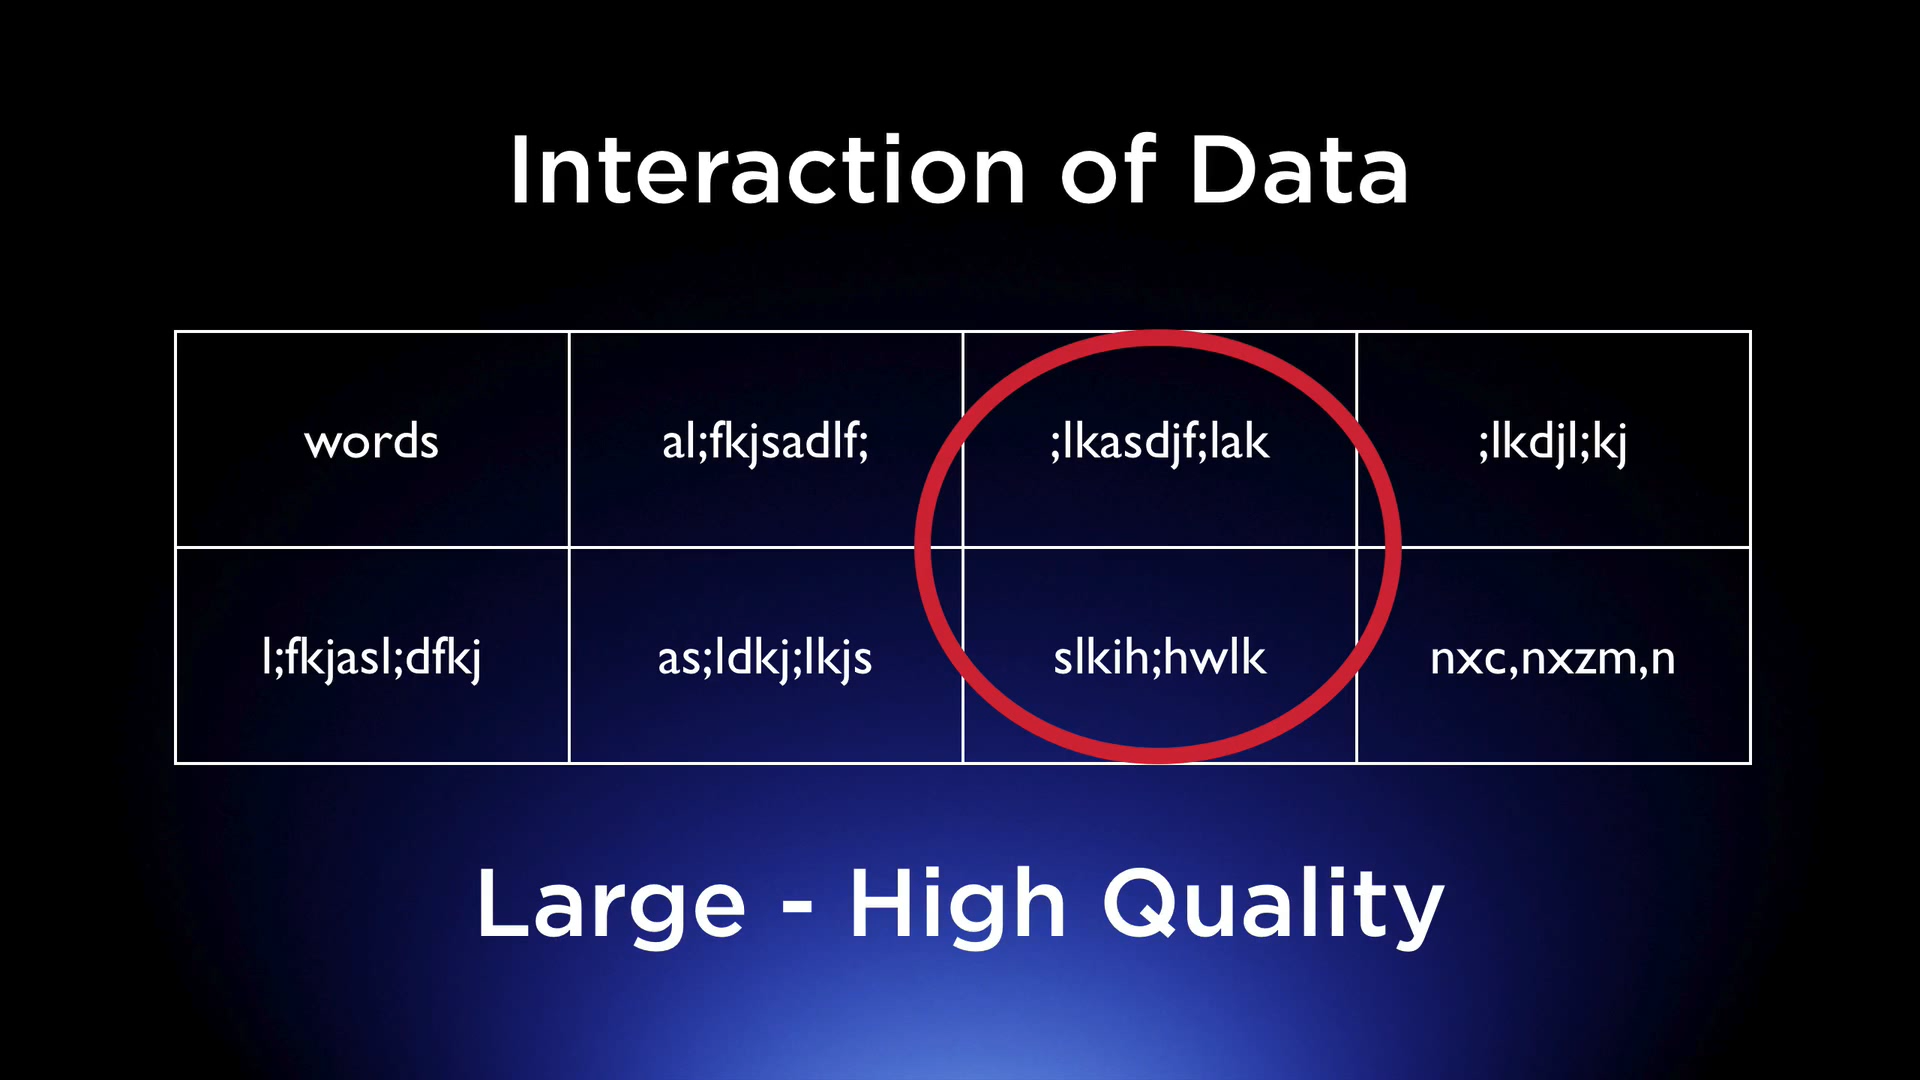 Interaction of Data
words al;fkjsadlf; ;lkasdjf;lak ;lkdjl;kj
l;fkjasl;dfkj as;ldkj;lkjs slkih;hwlk nxc,nxzm,n
Large - High Quality